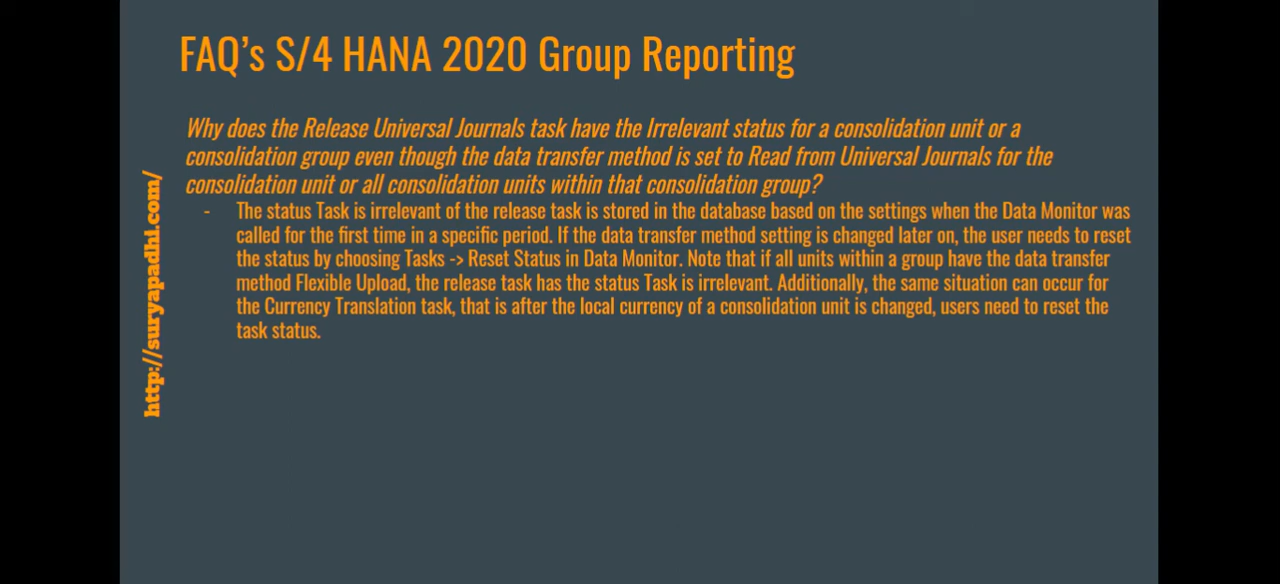 FAQ's S/4 HANA 2020 Group Reporting
Why does the Release Universal Journals task have the Irrelevant status for a consolidation unit or a
consolidation group even though the data transfer method is set to Read from Universal Journals for the
consolidation unit or all consolidation units within that consolidation group?
- The status Task is irrelevant of the release task is stored in the database based on the settings when the Data Monitor was
called for the first time in a specific period. If the data transfer method setting is changed later on, the user needs to reset
the status by choosing Tasks -> Reset Status in Data Monitor. Note that if all units within a group have the data transfer
method Flexible Upload, the release task has the status Task is irrelevant. Additionally, the same situation can occur for
the Currency Translation task, that is after the local currency of a consolidation unit is changed, users need to reset the
task status.
http://suryapadhi.com/